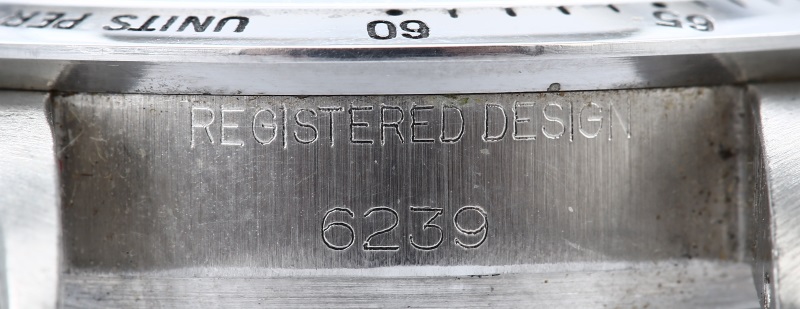 UNITS PER
60
65
REGISTERED DESIGN
6239